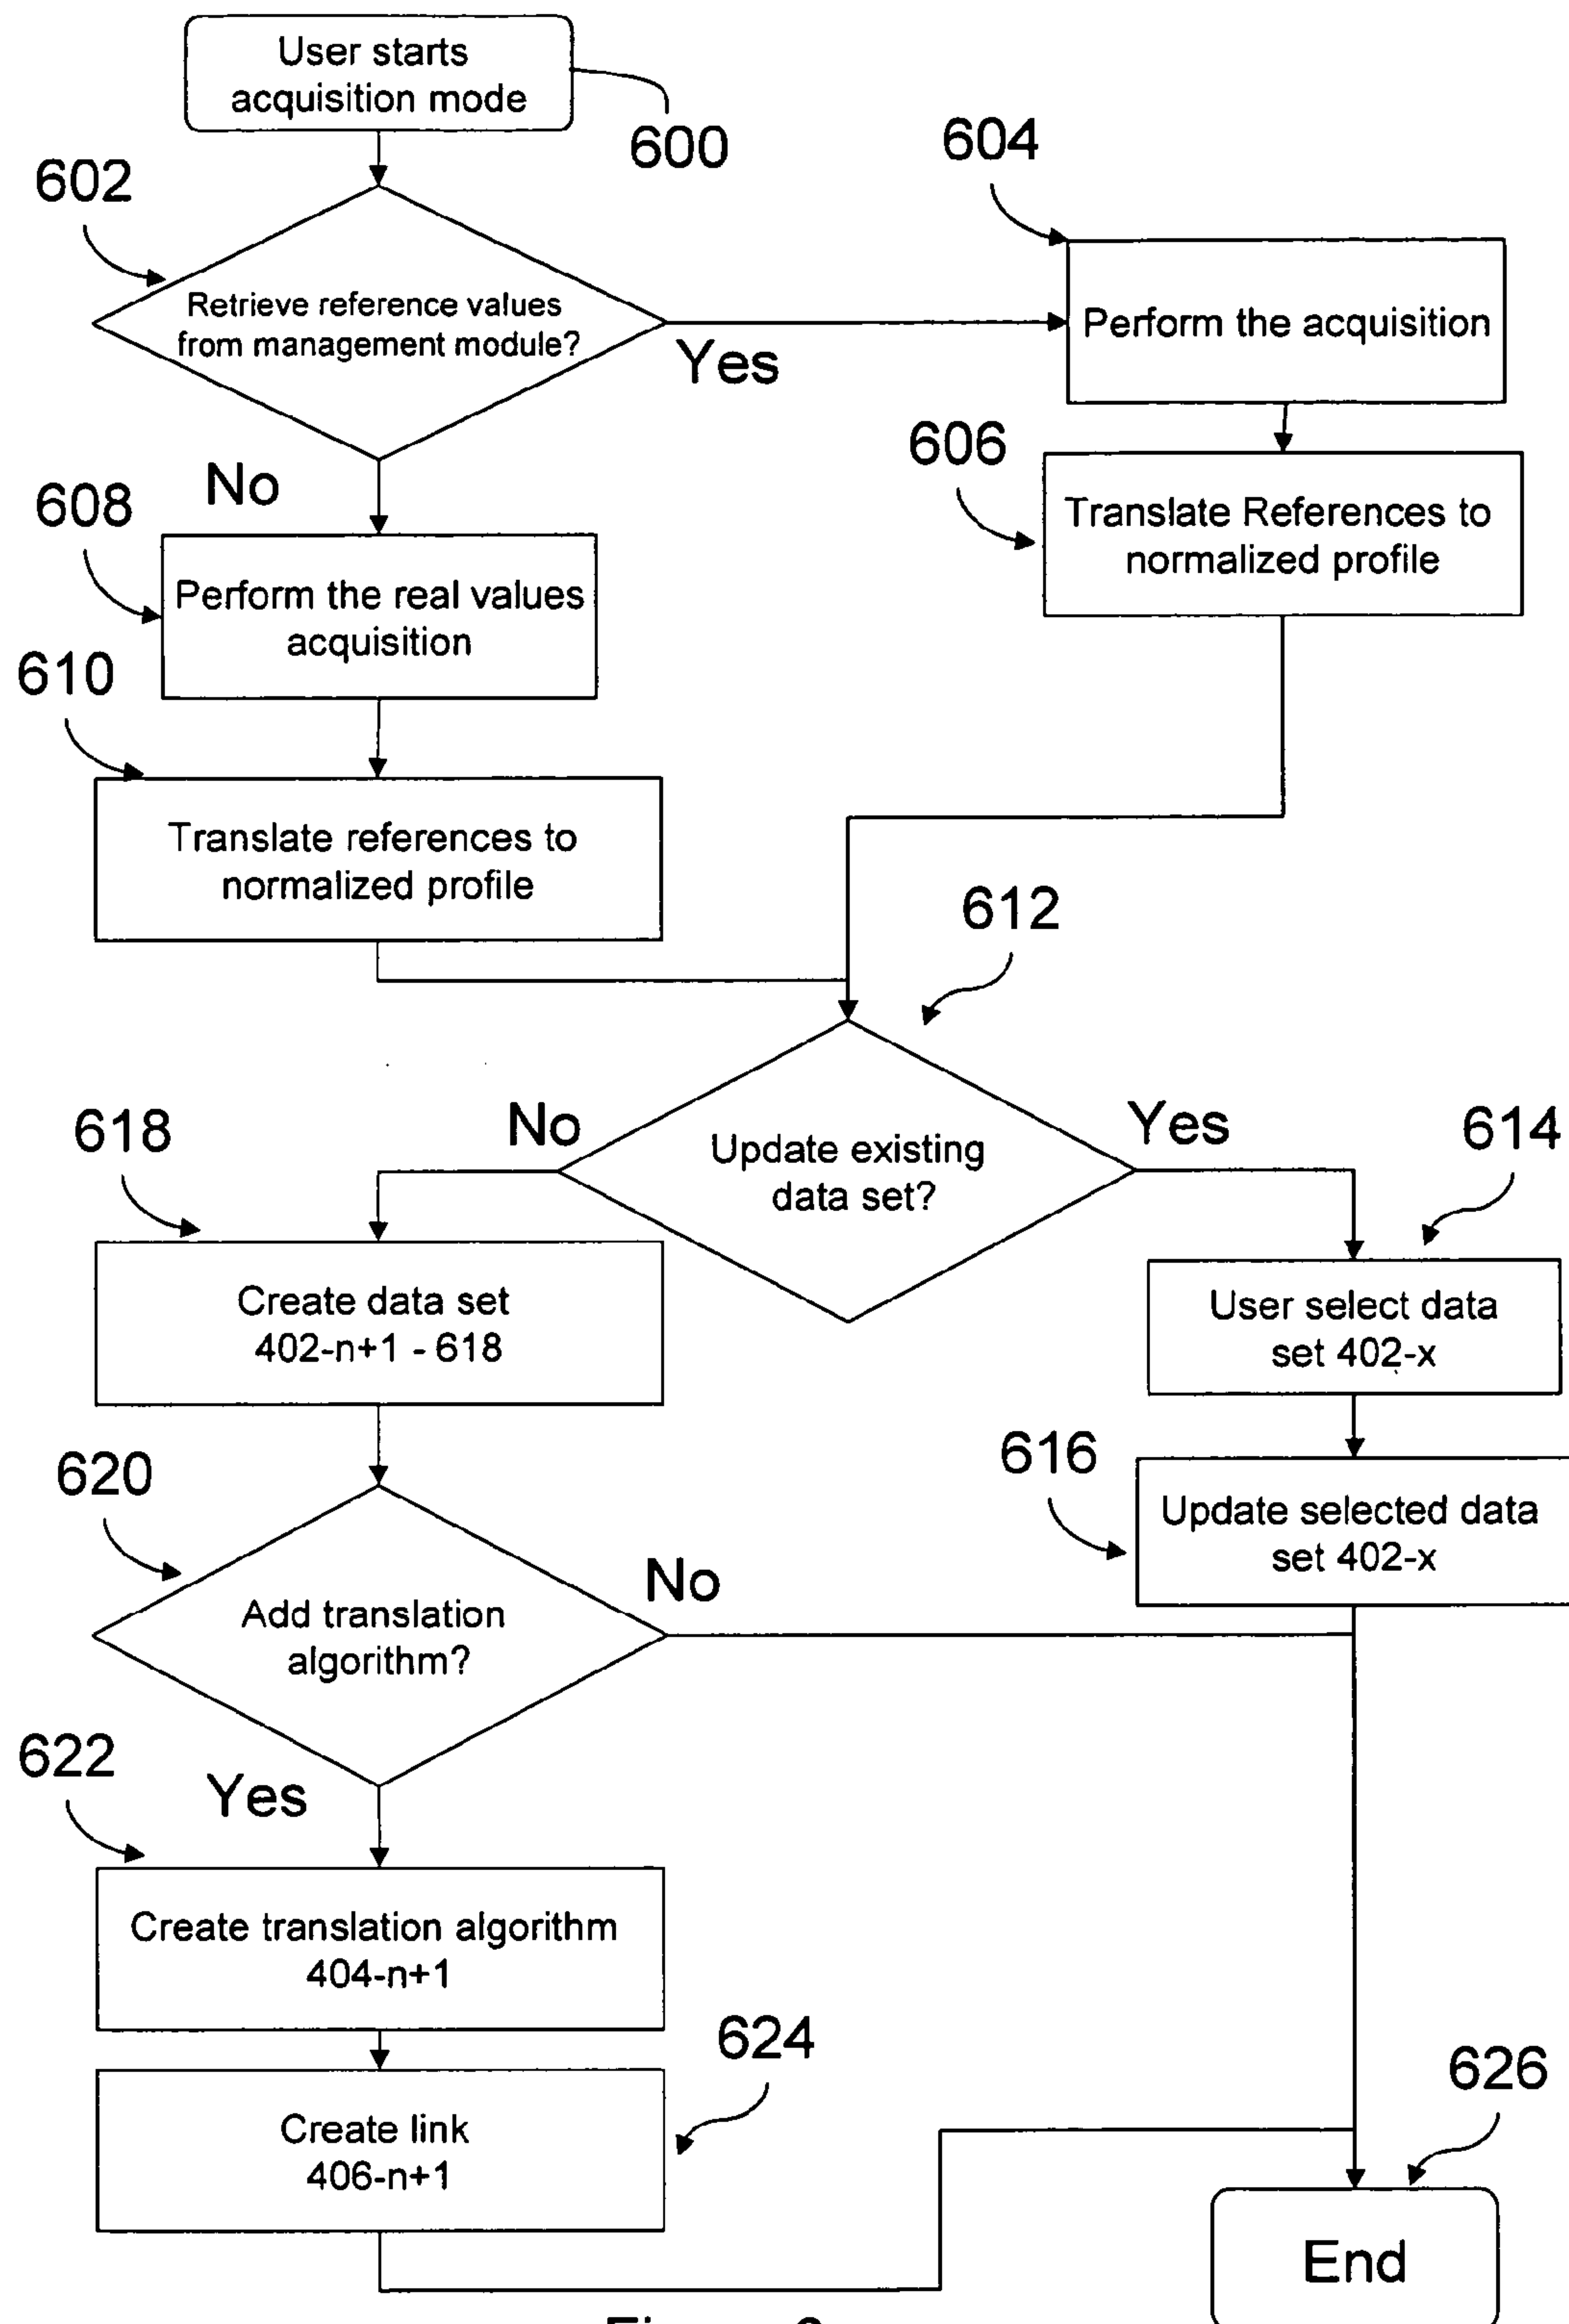 User starts
acquisition mode
600
602
604
Retrieve reference values
from management module?
Yes
Perform the acquisition
606
Translate References to
normalized profile
No
608
Perform the real values
acquisition
610
Translate references to
normalized profile
612
Update existing
data set?
No
Yes
618
614
Create data set
402-n+1 - 618
User select data
set 402-x
616
Update selected data
set 402-x
620
Add translation
algorithm?
No
622
Yes
Create translation algorithm
404-n+1
624
Create link
406-n+1
626
End